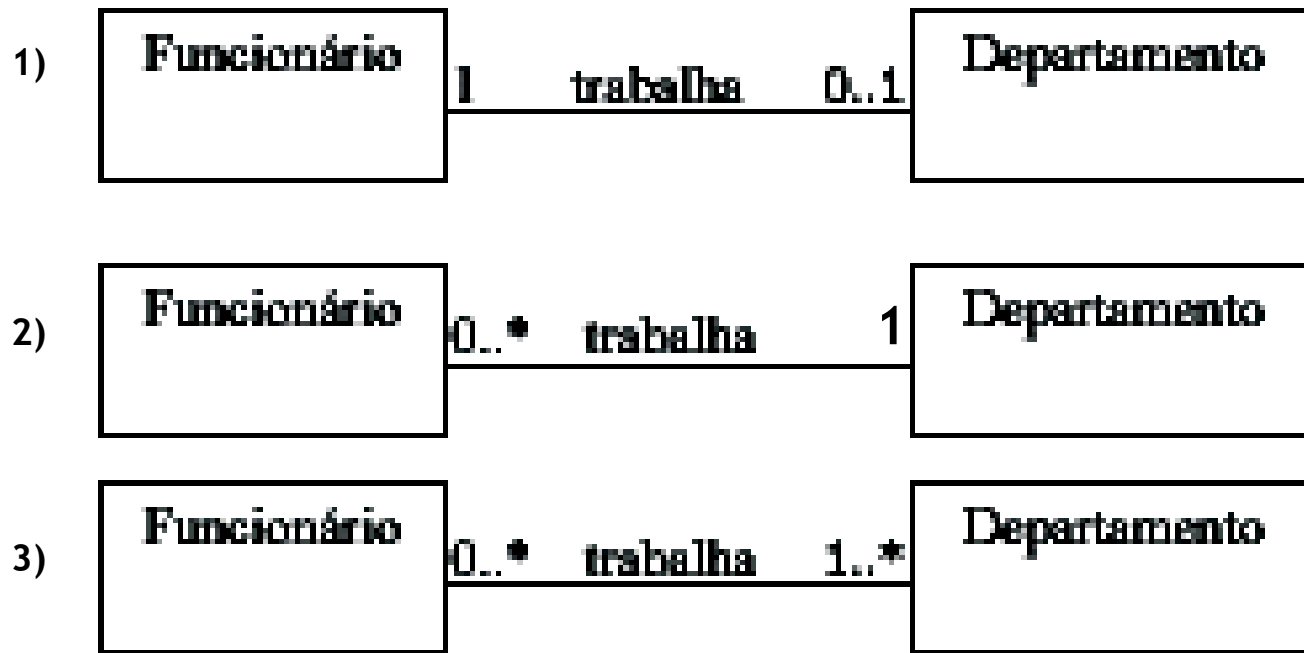 1) Funcionário 1 trabalha 0..1 Departamento
2) Funcionário 0..* trabalha 1 Departamento
3) Funcionário 0..* trabalha 1..* Departamento